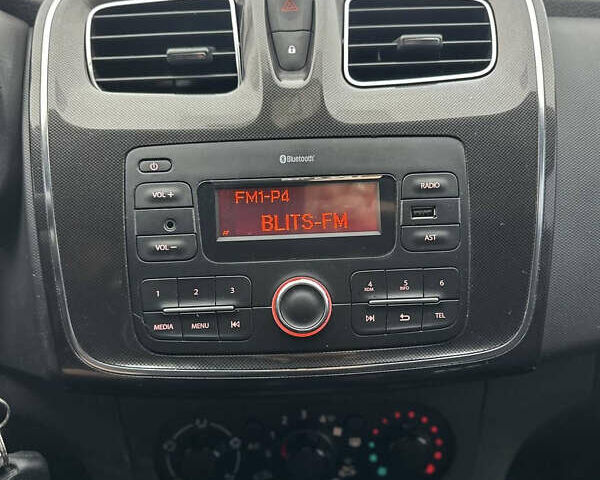 Bluetooth
VOL +
FM1-P4
RADIO
BLITS-FM
VOL −
AST
1 2 3
4 5 6
MEDIA MENU
TEL